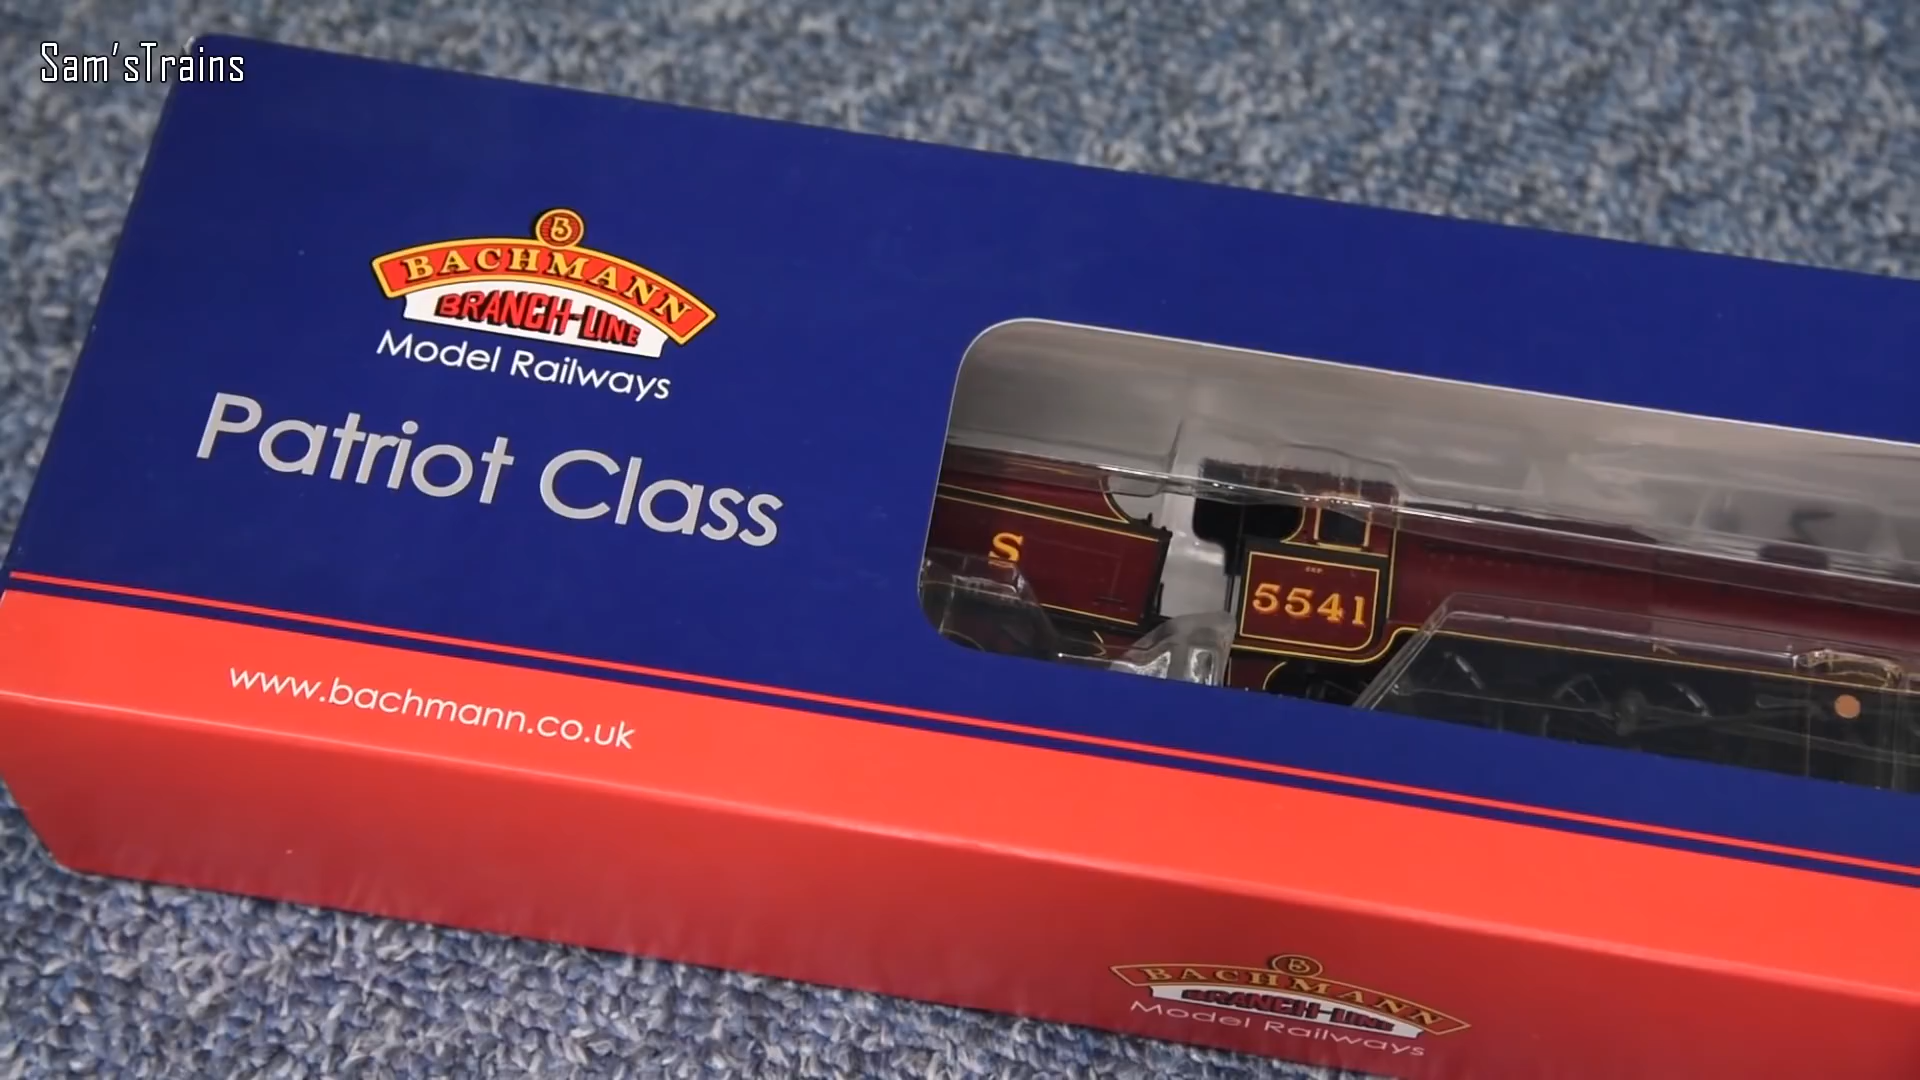 Sam'sTrains
B
BACHMANN
BRANCH-LINE
Model Railways
Patriot Class
S
5541
www.bachmann.co.uk
B
BACHMANN
BRANCH-LINE
Model Railways